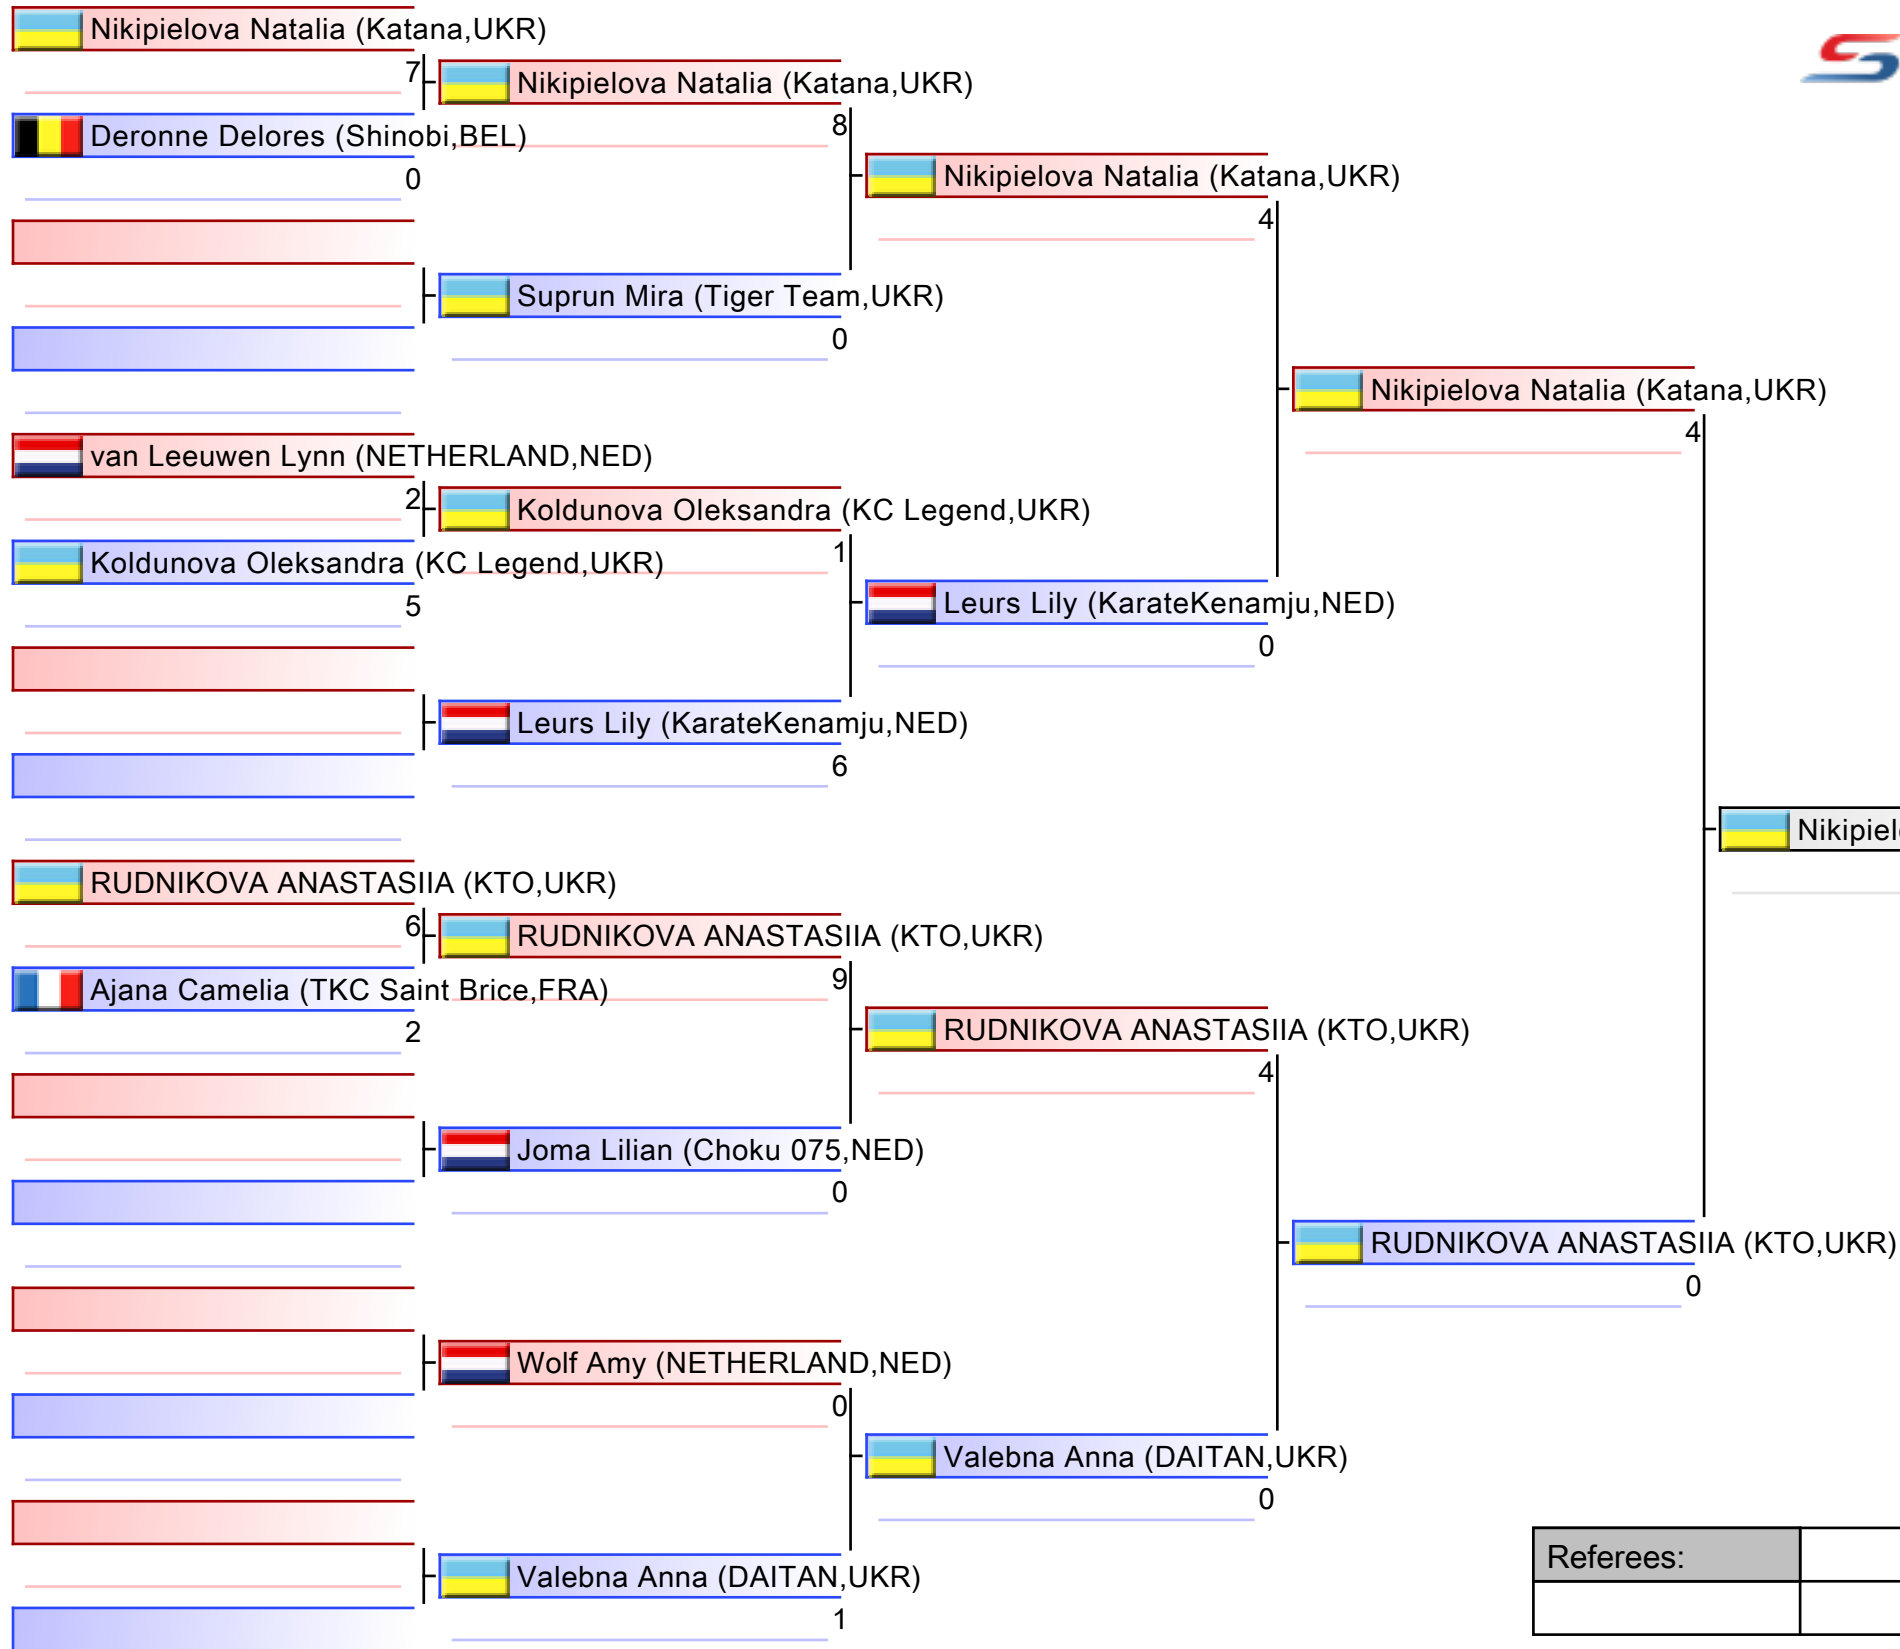 Nikipielova Natalia (Katana,UKR)
7
Nikipielova Natalia (Katana,UKR)
8
Deronne Delores (Shinobi,BEL)
0
Nikipielova Natalia (Katana,UKR)
4
Suprun Mira (Tiger Team,UKR)
0
Nikipielova Natalia (Katana,UKR)
4
van Leeuwen Lynn (NETHERLAND,NED)
2
Koldunova Oleksandra (KC Legend,UKR)
1
Koldunova Oleksandra (KC Legend,UKR)
5
Leurs Lily (KarateKenamju,NED)
0
Leurs Lily (KarateKenamju,NED)
6
RUDNIKOVA ANASTASIIA (KTO,UKR)
6
RUDNIKOVA ANASTASIIA (KTO,UKR)
9
Ajana Camelia (TKC Saint Brice,FRA)
2
RUDNIKOVA ANASTASIIA (KTO,UKR)
4
Joma Lilian (Choku 075,NED)
0
RUDNIKOVA ANASTASIIA (KTO,UKR)
0
Wolf Amy (NETHERLAND,NED)
0
Valebna Anna (DAITAN,UKR)
0
Valebna Anna (DAITAN,UKR)
1
Referees: